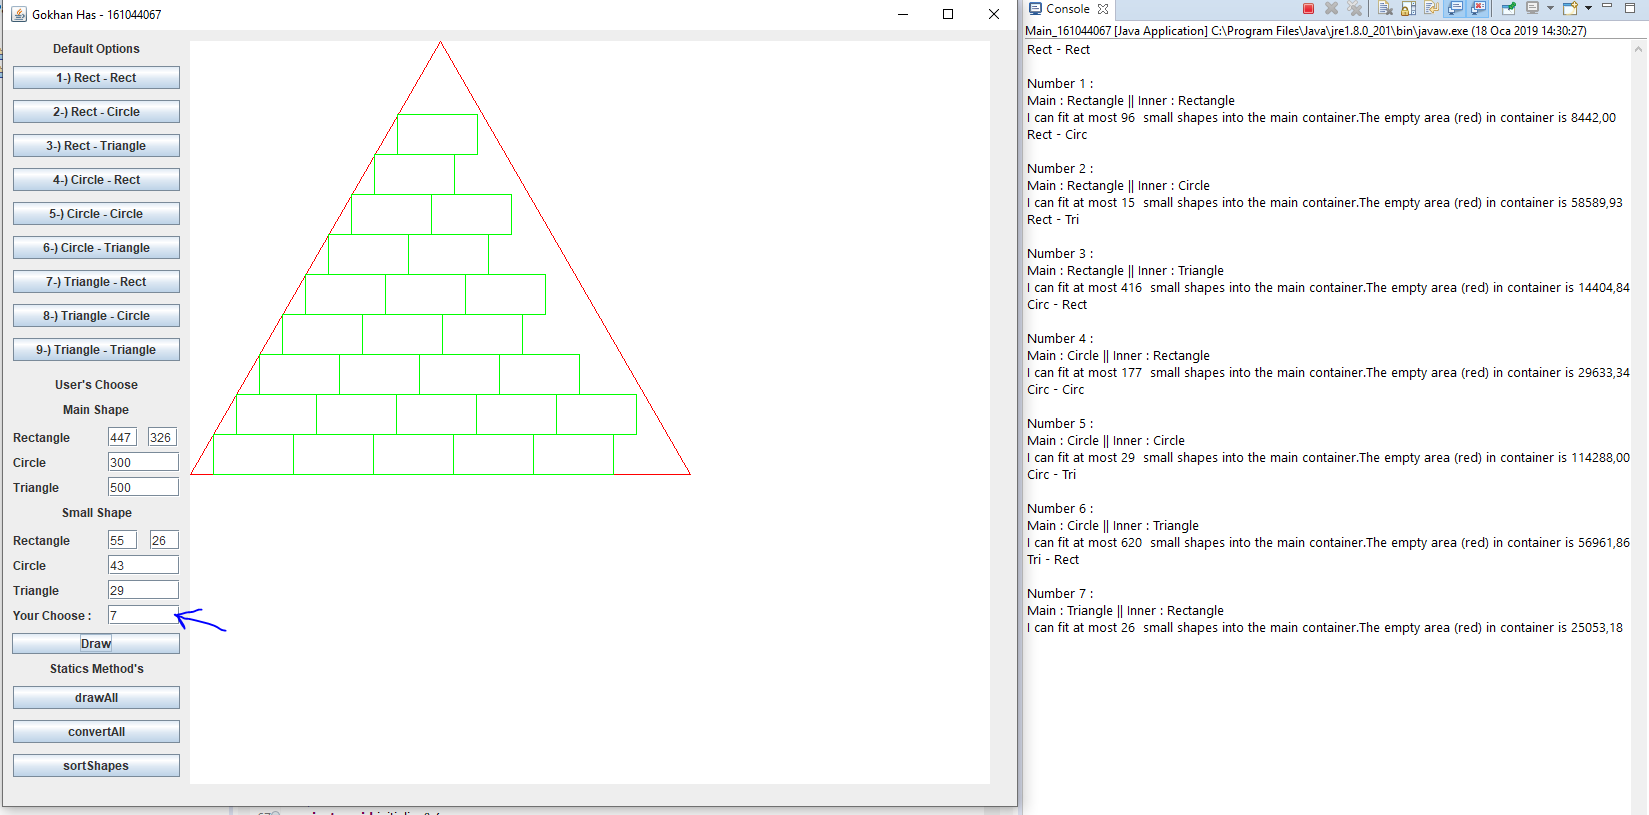 Gokhan Has - 161044067
Default Options
1-) Rect - Rect
2-) Rect - Circle
3-) Rect - Triangle
4-) Circle - Rect
5-) Circle - Circle
6-) Circle - Triangle
7-) Triangle - Rect
8-) Triangle - Circle
9-) Triangle - Triangle
User's Choose
Main Shape
Rectangle 447 326
Circle 300
Triangle 500
Small Shape
Rectangle 55 26
Circle 43
Triangle 29
Your Choose : 7
Draw
Statics Method's
drawAll
convertAll
sortShapes
Console
Main_161044067 [Java Application] C:\Program Files\Java\jre1.8.0_201\bin\javaw.exe (18 Oca 2019 14:30:27)
Rect - Rect
Number 1 :
Main : Rectangle || Inner : Rectangle
I can fit at most 96 small shapes into the main container.The empty area (red) in container is 8442,00
Rect - Circ
Number 2 :
Main : Rectangle || Inner : Circle
I can fit at most 15 small shapes into the main container.The empty area (red) in container is 58589,93
Rect - Tri
Number 3 :
Main : Rectangle || Inner : Triangle
I can fit at most 416 small shapes into the main container.The empty area (red) in container is 14404,84
Circ - Rect
Number 4 :
Main : Circle || Inner : Rectangle
I can fit at most 177 small shapes into the main container.The empty area (red) in container is 29633,34
Circ - Circ
Number 5 :
Main : Circle || Inner : Circle
I can fit at most 29 small shapes into the main container.The empty area (red) in container is 114288,00
Circ - Tri
Number 6 :
Main : Circle || Inner : Triangle
I can fit at most 620 small shapes into the main container.The empty area (red) in container is 56961,86
Tri - Rect
Number 7 :
Main : Triangle || Inner : Rectangle
I can fit at most 26 small shapes into the main container.The empty area (red) in container is 25053,18